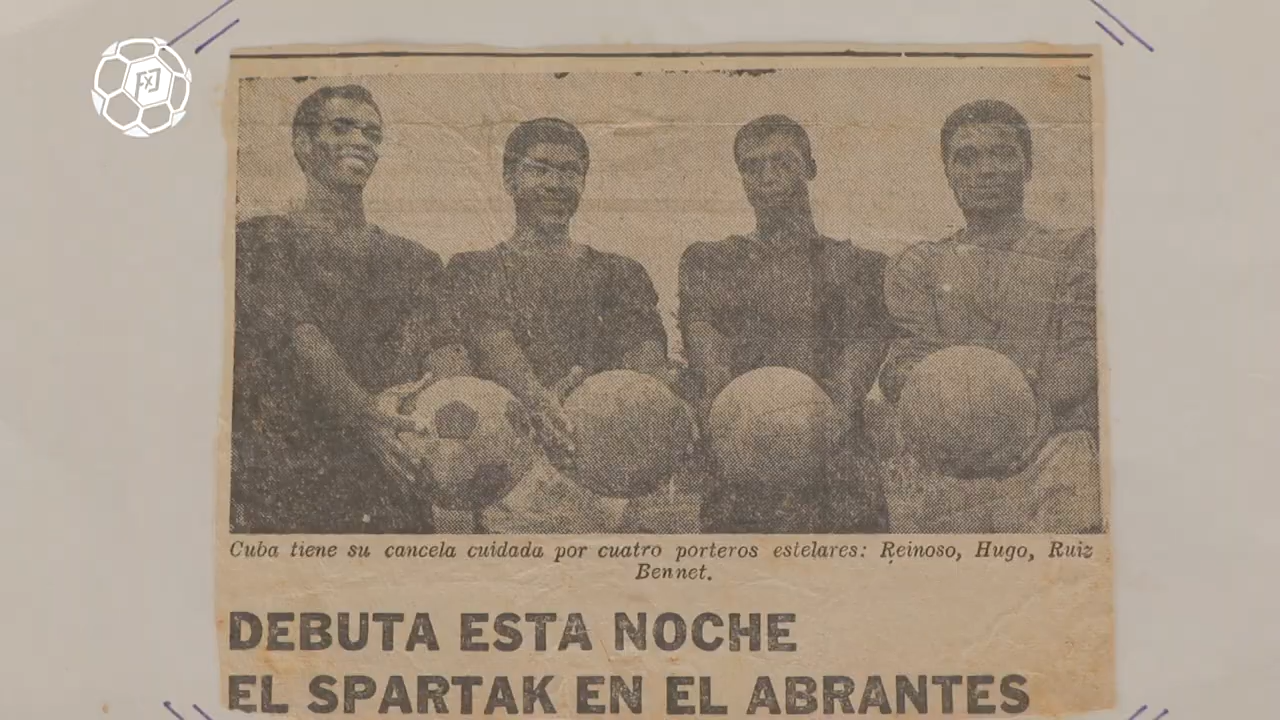 FX
Cuba tiene su cancela cuidada por cuatro porteros estelares: Reinoso, Hugo, Ruiz
Bennet.
DEBUTA ESTA NOCHE
EL SPARTAK EN EL ABRANTES